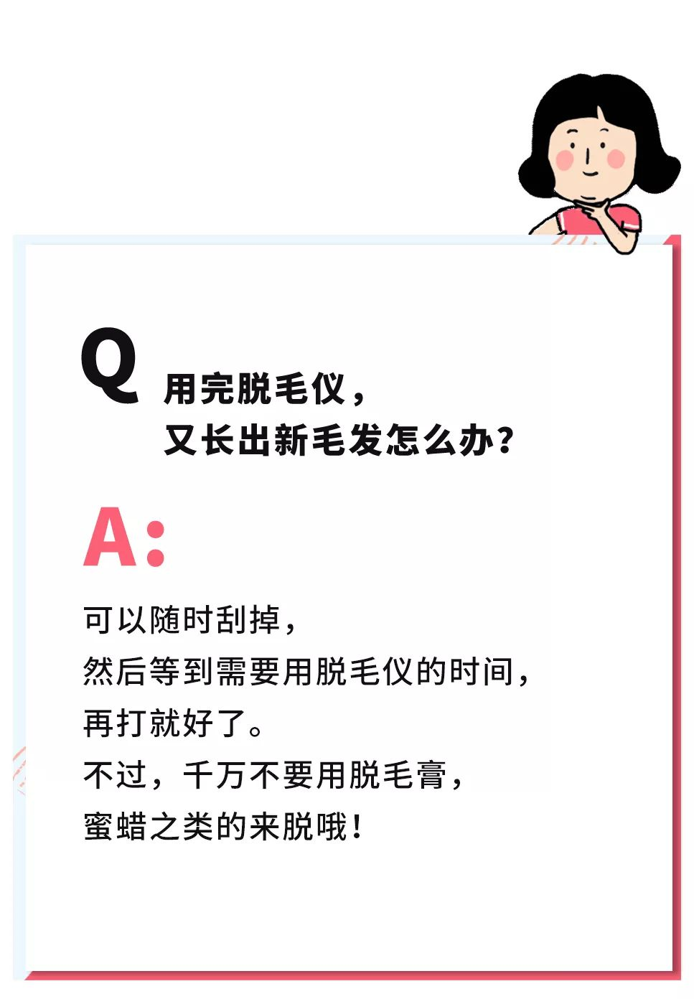 Q
用完脱毛仪，
又长出新毛发怎么办？
A:
可以随时刮掉，
然后等到需要用脱毛仪的时间，
再打就好了。
不过，千万不要用脱毛膏，
蜜蜡之类的来脱哦！